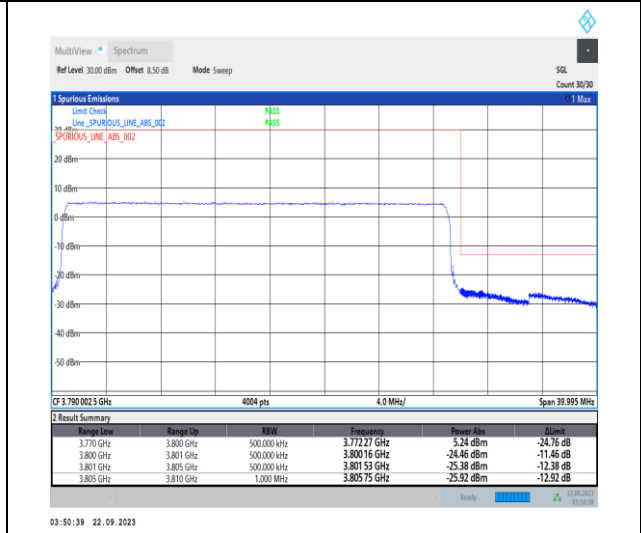 MultiView * Spectrum
Ref Level 30.00 dBm Offset 8.50 dB Mode Sweep SGL
Count 30/30
1 Spurious Emissions 1 Max
Limit Check PASS
Line _SPURIOUS_LINE_ABS_002 PASS
30 dBm
_SPURIOUS_LINE_ABS_002
20 dBm
10 dBm
0 dBm
-10 dBm
-20 dBm
-30 dBm
-40 dBm
-50 dBm
CF 3.790 002 5 GHz 4004 pts 4.0 MHz/ Span 39.995 MHz
2 Result Summary
Range Low Range Up RBW Frequency Power Abs ΔLimit
3.770 GHz 3.800 GHz 500.000 kHz 3.772 27 GHz 5.24 dBm -24.76 dB
3.800 GHz 3.801 GHz 500.000 kHz 3.800 16 GHz -24.46 dBm -11.46 dB
3.801 GHz 3.805 GHz 500.000 kHz 3.801 53 GHz -25.38 dBm -12.38 dB
3.805 GHz 3.810 GHz 1.000 MHz 3.805 75 GHz -25.92 dBm -12.92 dB
Ready 22.09.2023
03:50:38
03:50:39 22.09.2023